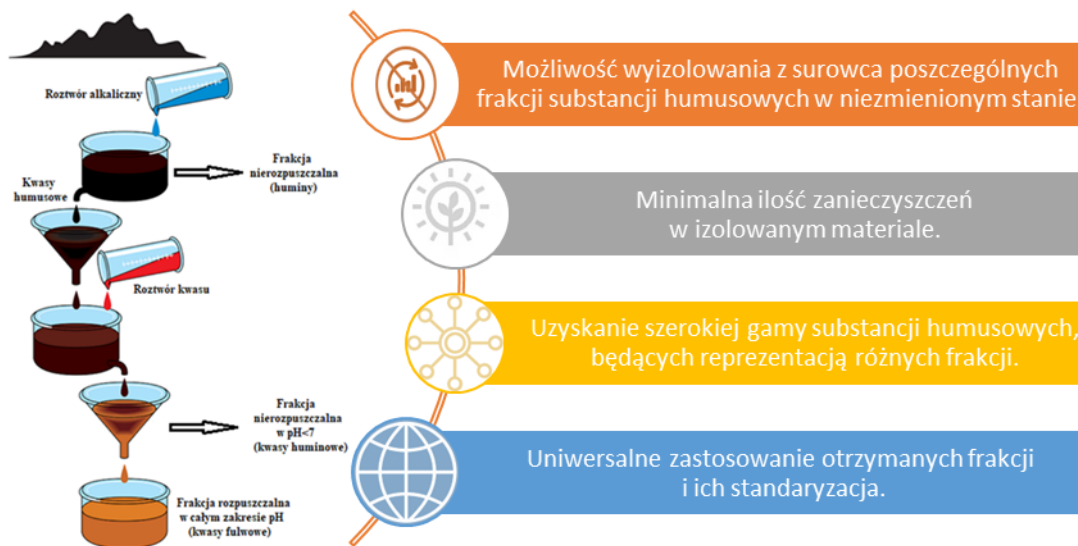 Roztwór alkaliczny
Frakcja
nierozpuszczalna
(huminy)
Kwasy
humusowe
Roztwór kwasu
Frakcja
nierozpuszczalna
w pH<7
(kwasy huminowe)
Frakcja rozpuszczalna
w całym zakresie pH
(kwasy fulwowe)
Możliwość wyizolowania z surowca poszczególnych
frakcji substancji humusowych w niezmienionym stanie
Minimalna ilość zanieczyszczeń
w izolowanym materiale.
Uzyskanie szerokiej gamy substancji humusowych,
będących reprezentacją różnych frakcji.
Uniwersalne zastosowanie otrzymanych frakcji
i ich standaryzacja.